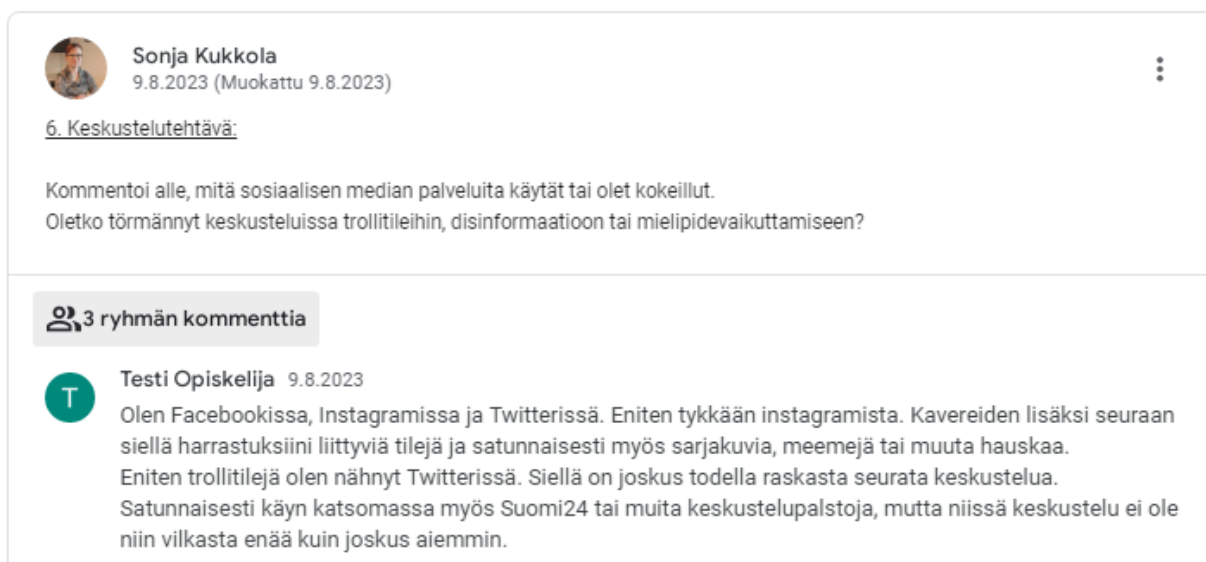 Sonja Kukkola
9.8.2023 (Muokattu 9.8.2023)
6. Keskustelutehtävä:
Kommentoi alle, mitä sosiaalisen median palveluita käytät tai olet kokeillut.
Oletko törmännyt keskusteluissa trollitileihin, disinformaatioon tai mielipidevaikuttamiseen?
3 ryhmän kommenttia
T
Testi Opiskelija 9.8.2023
Olen Facebookissa, Instagramissa ja Twitterissä. Eniten tykkään instagramista. Kavereiden lisäksi seuraan
siellä harrastuksiini liittyviä tilejä ja satunnaisesti myös sarjakuvia, meemejä tai muuta hauskaa.
Eniten trollitilejä olen nähnyt Twitterissä. Siellä on joskus todella raskasta seurata keskustelua.
Satunnaisesti käyn katsomassa myös Suomi24 tai muita keskustelupalstoja, mutta niissä keskustelu ei ole
niin vilkasta enää kuin joskus aiemmin.